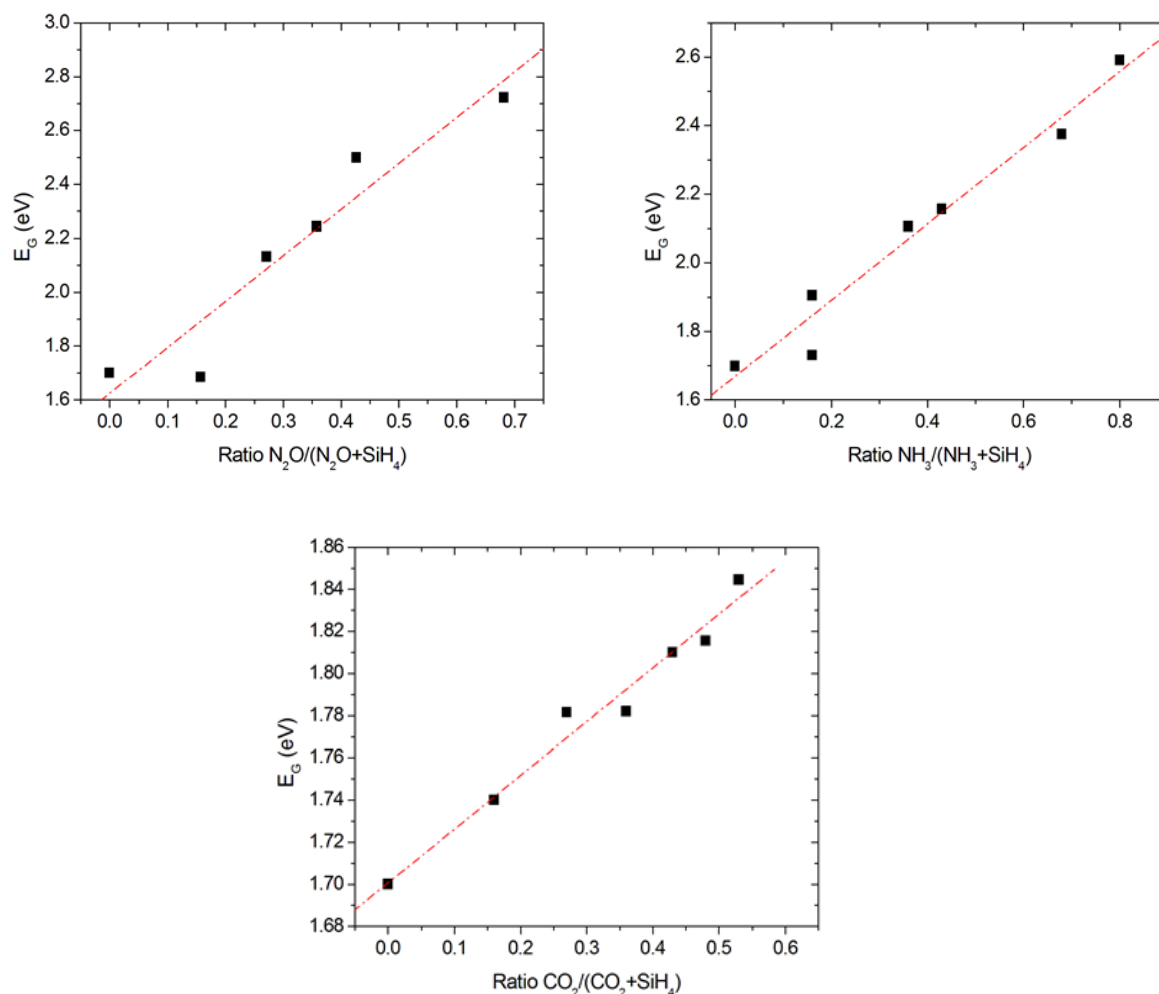 3.0
2.8
2.6
2.4
2.2
2.0
1.8
1.6
E_G (eV)
0.0 0.1 0.2 0.3 0.4 0.5 0.6 0.7
Ratio N₂O/(N₂O+SiH₄)
2.6
2.4
2.2
2.0
1.8
1.6
E_G (eV)
0.0 0.2 0.4 0.6 0.8
Ratio NH₃/(NH₃+SiH₄)
1.86
1.84
1.82
1.80
1.78
1.76
1.74
1.72
1.70
1.68
E_G (eV)
0.0 0.1 0.2 0.3 0.4 0.5 0.6
Ratio CO₂/(CO₂+SiH₄)